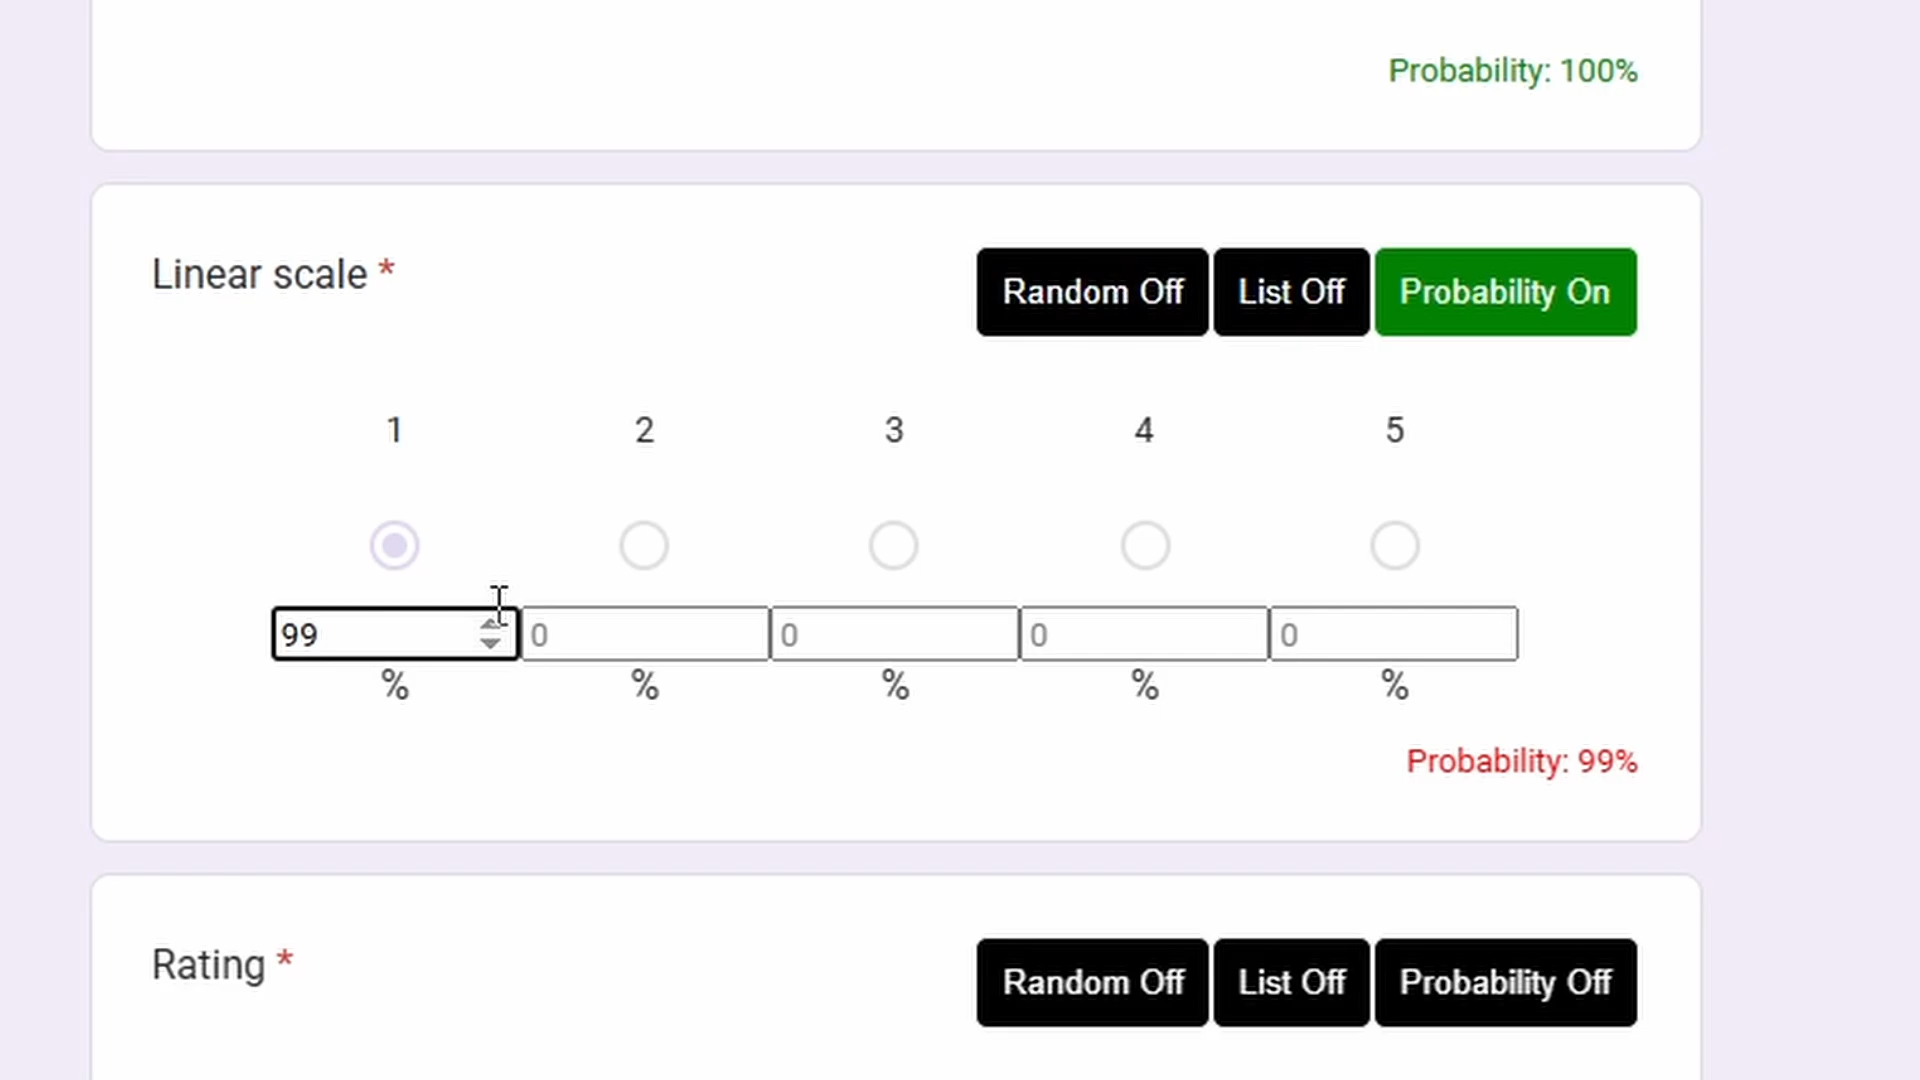 Probability: 100%
Linear scale *
Random Off List Off Probability On
1 2 3 4 5
99 0 0 0 0
% % % % %
Probability: 99%
Rating *
Random Off List Off Probability Off